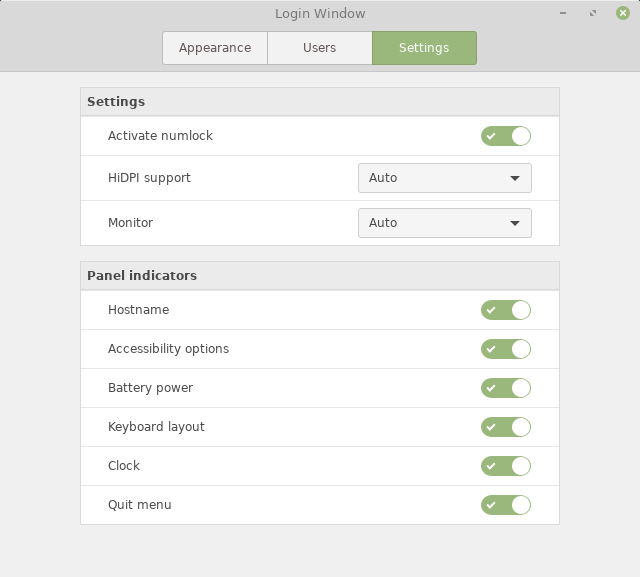 Login Window
Appearance
Users
Settings
Settings
Activate numlock
HiDPI support
Auto
Monitor
Auto
Panel indicators
Hostname
Accessibility options
Battery power
Keyboard layout
Clock
Quit menu